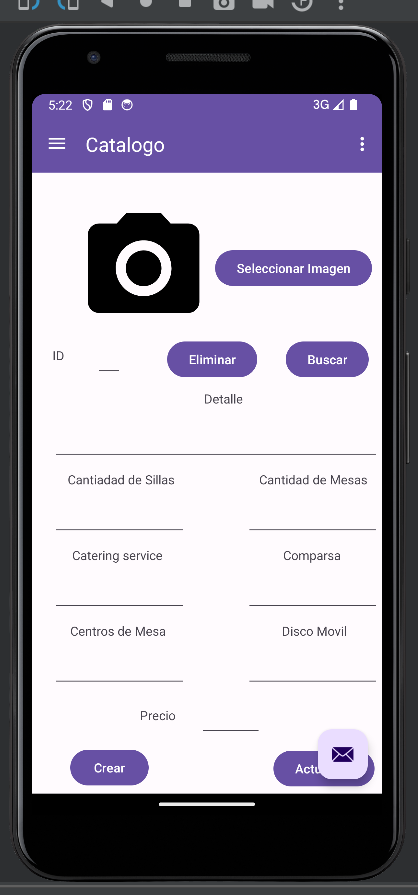 5:22 3G
Catalogo
Seleccionar Imagen
ID
Eliminar Buscar
Detalle
Cantiadad de Sillas Cantidad de Mesas
Catering service Comparsa
Centros de Mesa Disco Movil
Precio
Crear